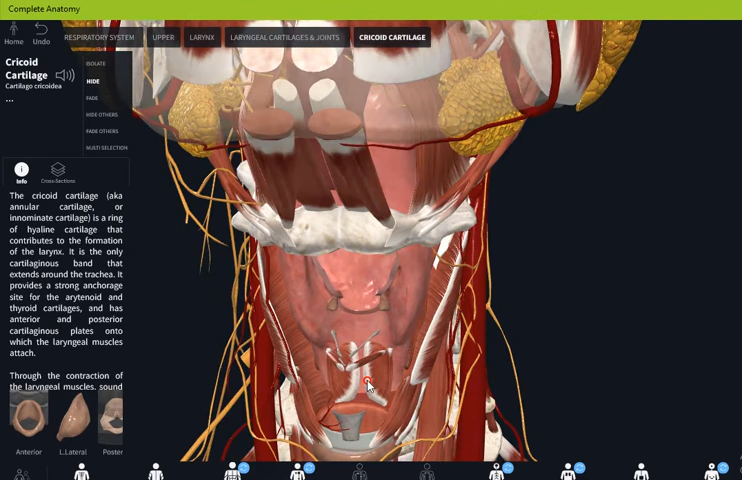 Complete Anatomy
Home
Undo
RESPIRATORY SYSTEM
UPPER
LARYNX
LARYNGEAL CARTILAGES & JOINTS
CRICOID CARTILAGE
Cricoid
Cartilage
Cartilago cricoidea
...
ISOLATE
HIDE
FADE
HIDE OTHERS
FADE OTHERS
MULTI SELECTION
Info
Cross-Sections
The cricoid cartilage (aka
annular cartilage, or
innominate cartilage) is a ring
of hyaline cartilage that
contributes to the formation
of the larynx. It is the only
cartilaginous band that
extends around the trachea. It
provides a strong anchorage
site for the arytenoid and
thyroid cartilages, and has
anterior and posterior
cartilaginous plates onto
which the laryngeal muscles
attach.
Through the contraction of
the laryngeal muscles, sound
Anterior
L.Lateral
Poster